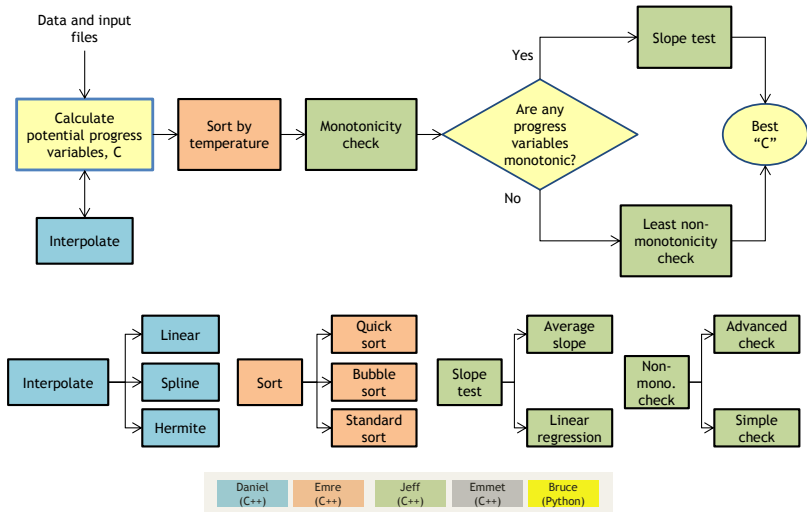 Data and input
files
Calculate
potential progress
variables, C
Sort by
temperature
Monotonicity
check
Yes
Are any
progress
variables
monotonic?
No
Slope test
Best
“C”
Least non-
monotonicity
check
Interpolate
Interpolate
Linear
Spline
Hermite
Sort
Quick
sort
Bubble
sort
Standard
sort
Slope
test
Average
slope
Linear
regression
Non-
mono.
check
Advanced
check
Simple
check
Daniel
(C++)
Emre
(C++)
Jeff
(C++)
Emmet
(C++)
Bruce
(Python)